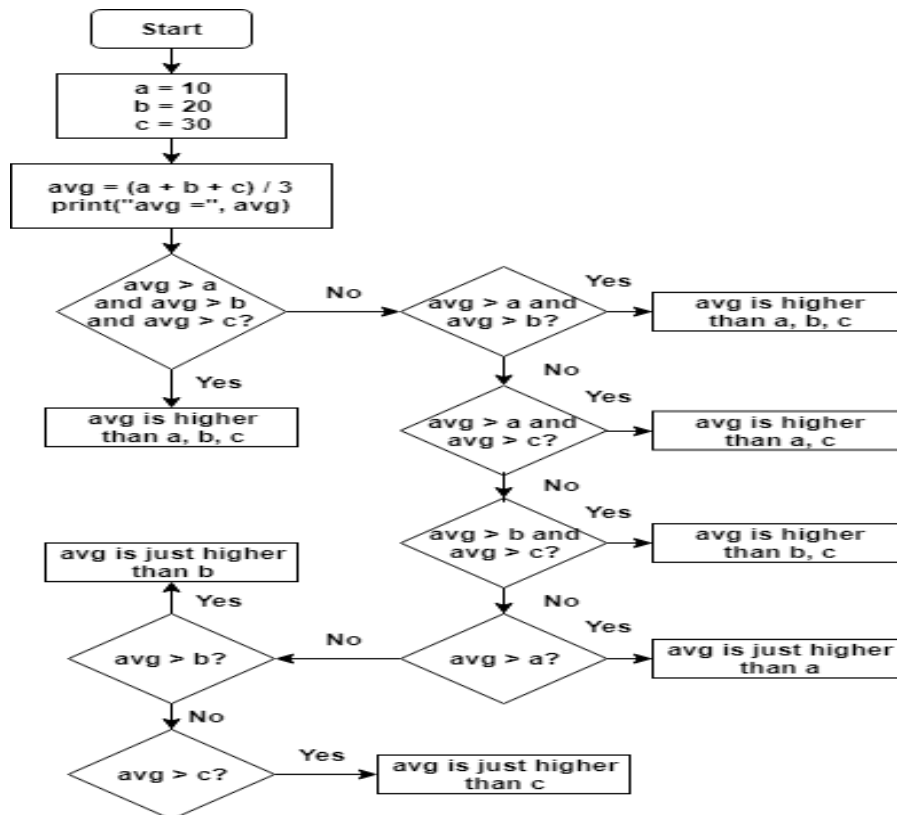 Start
a = 10
b = 20
c = 30
avg = (a + b + c) / 3
print("avg =", avg)
avg > a
and avg > b
and avg > c?
No
Yes
avg is higher
than a, b, c
avg > a and
avg > b?
Yes
avg is higher
than a, b, c
No
avg > a and
avg > c?
Yes
avg is higher
than a, c
No
avg > b and
avg > c?
Yes
avg is higher
than b, c
No
avg > a?
Yes
avg is just higher
than a
No
avg > b?
Yes
avg is just higher
than b
No
avg > c?
Yes
avg is just higher
than c